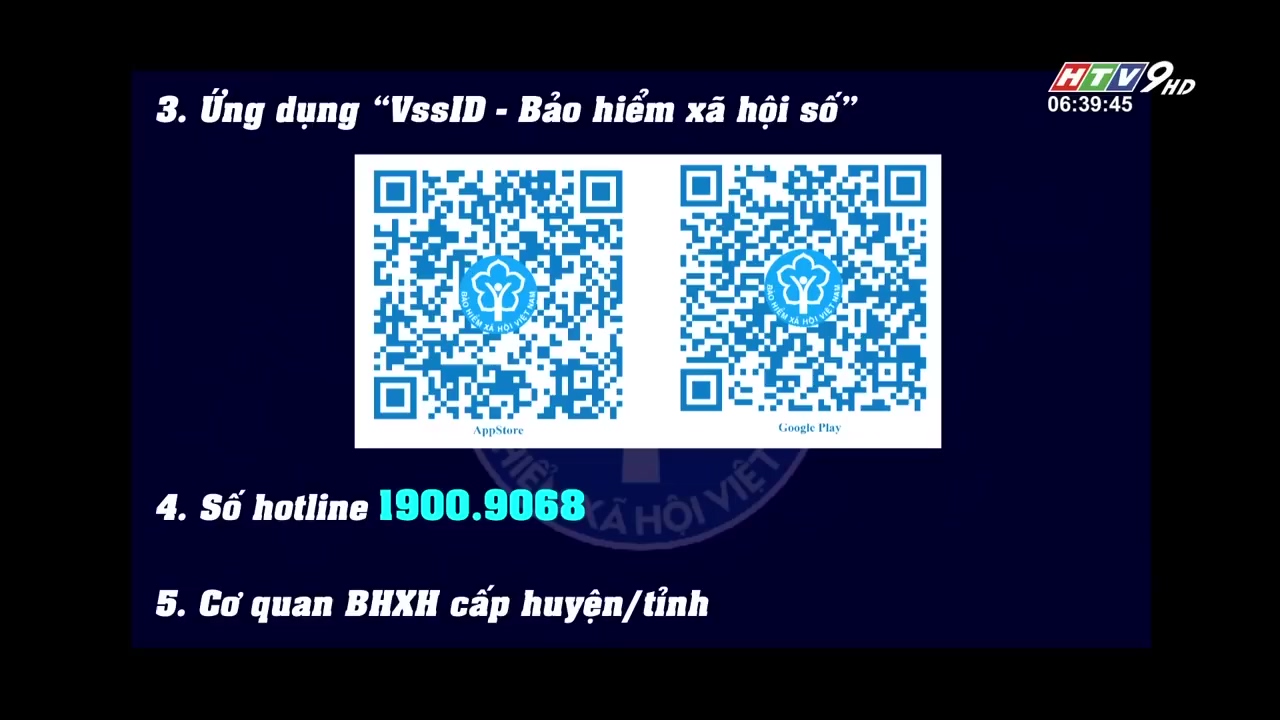 HTV9HD
06:39:45
3. Ứng dụng “VssID - Bảo hiểm xã hội số”
BẢO HIỂM XÃ HỘI VIỆT NAM
BẢO HIỂM XÃ HỘI VIỆT NAM
AppStore
Google Play
HIỂM XÃ HỘI VIỆT
4. Số hotline 1900.9068
5. Cơ quan BHXH cấp huyện/tỉnh